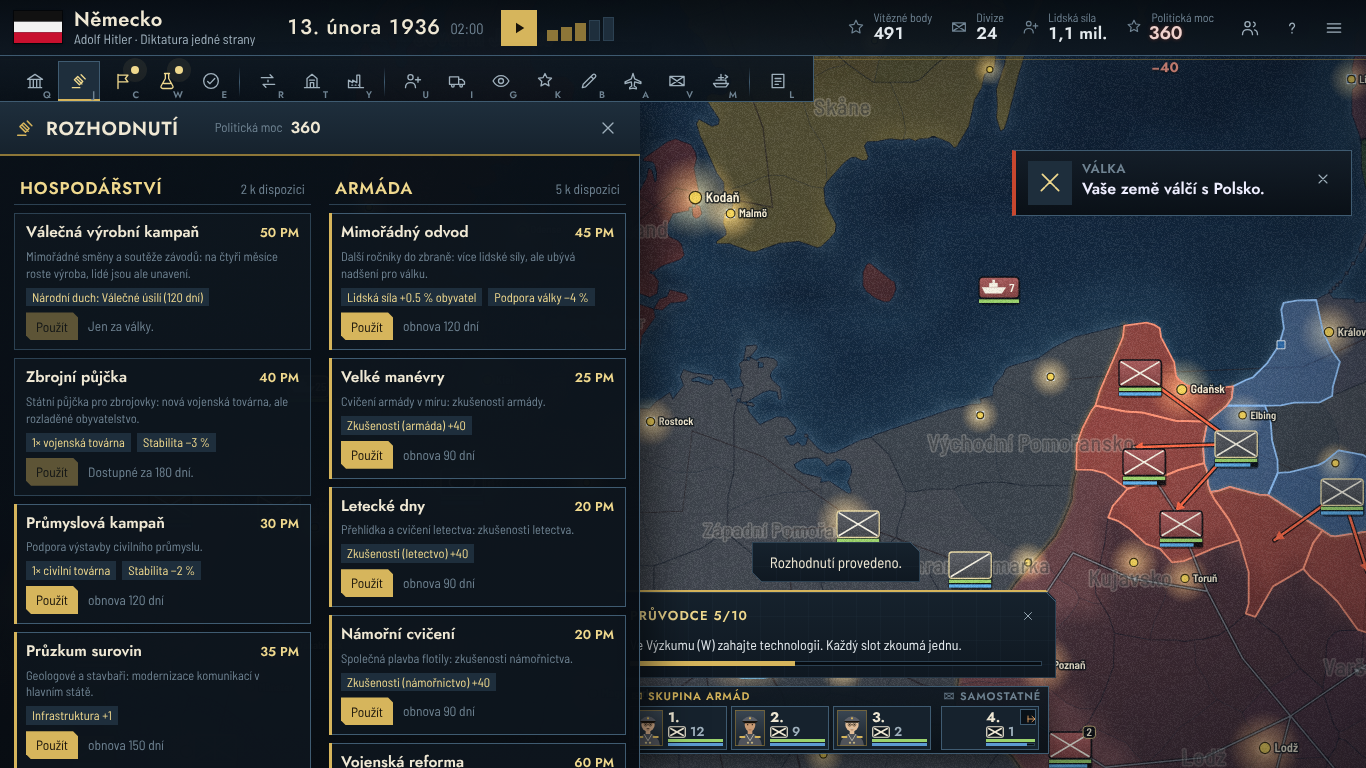 Německo
Adolf Hitler · Diktatura jedné strany
13. února 1936 02:00
Vítězné body
491
Divize
24
Lidská síla
1,1 mil.
Politická moc
360
?
−40
Q I C W E R T Y U I G K B A V M L
ROZHODNUTÍ
Politická moc 360
HOSPODÁŘSTVÍ
2 k dispozici
Válečná výrobní kampaň
50 PM
Mimořádné směny a soutěže závodů: na čtyři měsíce
roste výroba, lidé jsou ale unavení.
Národní duch: Válečné úsilí (120 dní)
Použít
Jen za války.
Zbrojní půjčka
40 PM
Státní půjčka pro zbrojovky: nová vojenská továrna, ale
rozladěné obyvatelstvo.
1× vojenská továrna
Stabilita −3 %
Použít
Dostupné za 180 dní.
Průmyslová kampaň
30 PM
Podpora výstavby civilního průmyslu.
1× civilní továrna
Stabilita −2 %
Použít
obnova 120 dní
Průzkum surovin
35 PM
Geologové a stavbaři: modernizace komunikací v
hlavním státě.
Infrastruktura +1
Použít
obnova 150 dní
ARMÁDA
5 k dispozici
Mimořádný odvod
45 PM
Další ročníky do zbraně: více lidské síly, ale ubývá
nadšení pro válku.
Lidská síla +0.5 % obyvatel
Podpora války −4 %
Použít
obnova 120 dní
Velké manévry
25 PM
Cvičení armády v míru: zkušenosti armády.
Zkušenosti (armáda) +40
Použít
obnova 90 dní
Letecké dny
20 PM
Přehlídka a cvičení letectva: zkušenosti letectva.
Zkušenosti (letectvo) +40
Použít
obnova 90 dní
Námořní cvičení
20 PM
Společná plavba flotily: zkušenosti námořnictva.
Zkušenosti (námořnictvo) +40
Použít
obnova 90 dní
Vojenská reforma
60 PM
VÁLKA
Vaše země válčí s Polskem.
Skåne
Kodaň
Malmö
7
Rostock
Gdaňsk
Elbing
Králov
Východní Pomořansko
Západní Pomořa
Kujavsko
Toruň
Rozhodnutí provedeno.
RŮVODCE 5/10
e Výzkumu (W) zahajte technologii. Každý slot zkoumá jednu.
Poznaň
SKUPINA ARMÁD
SAMOSTATNÉ
1.
12
2.
9
3.
2
4.
1
2
Lodž
Lodž